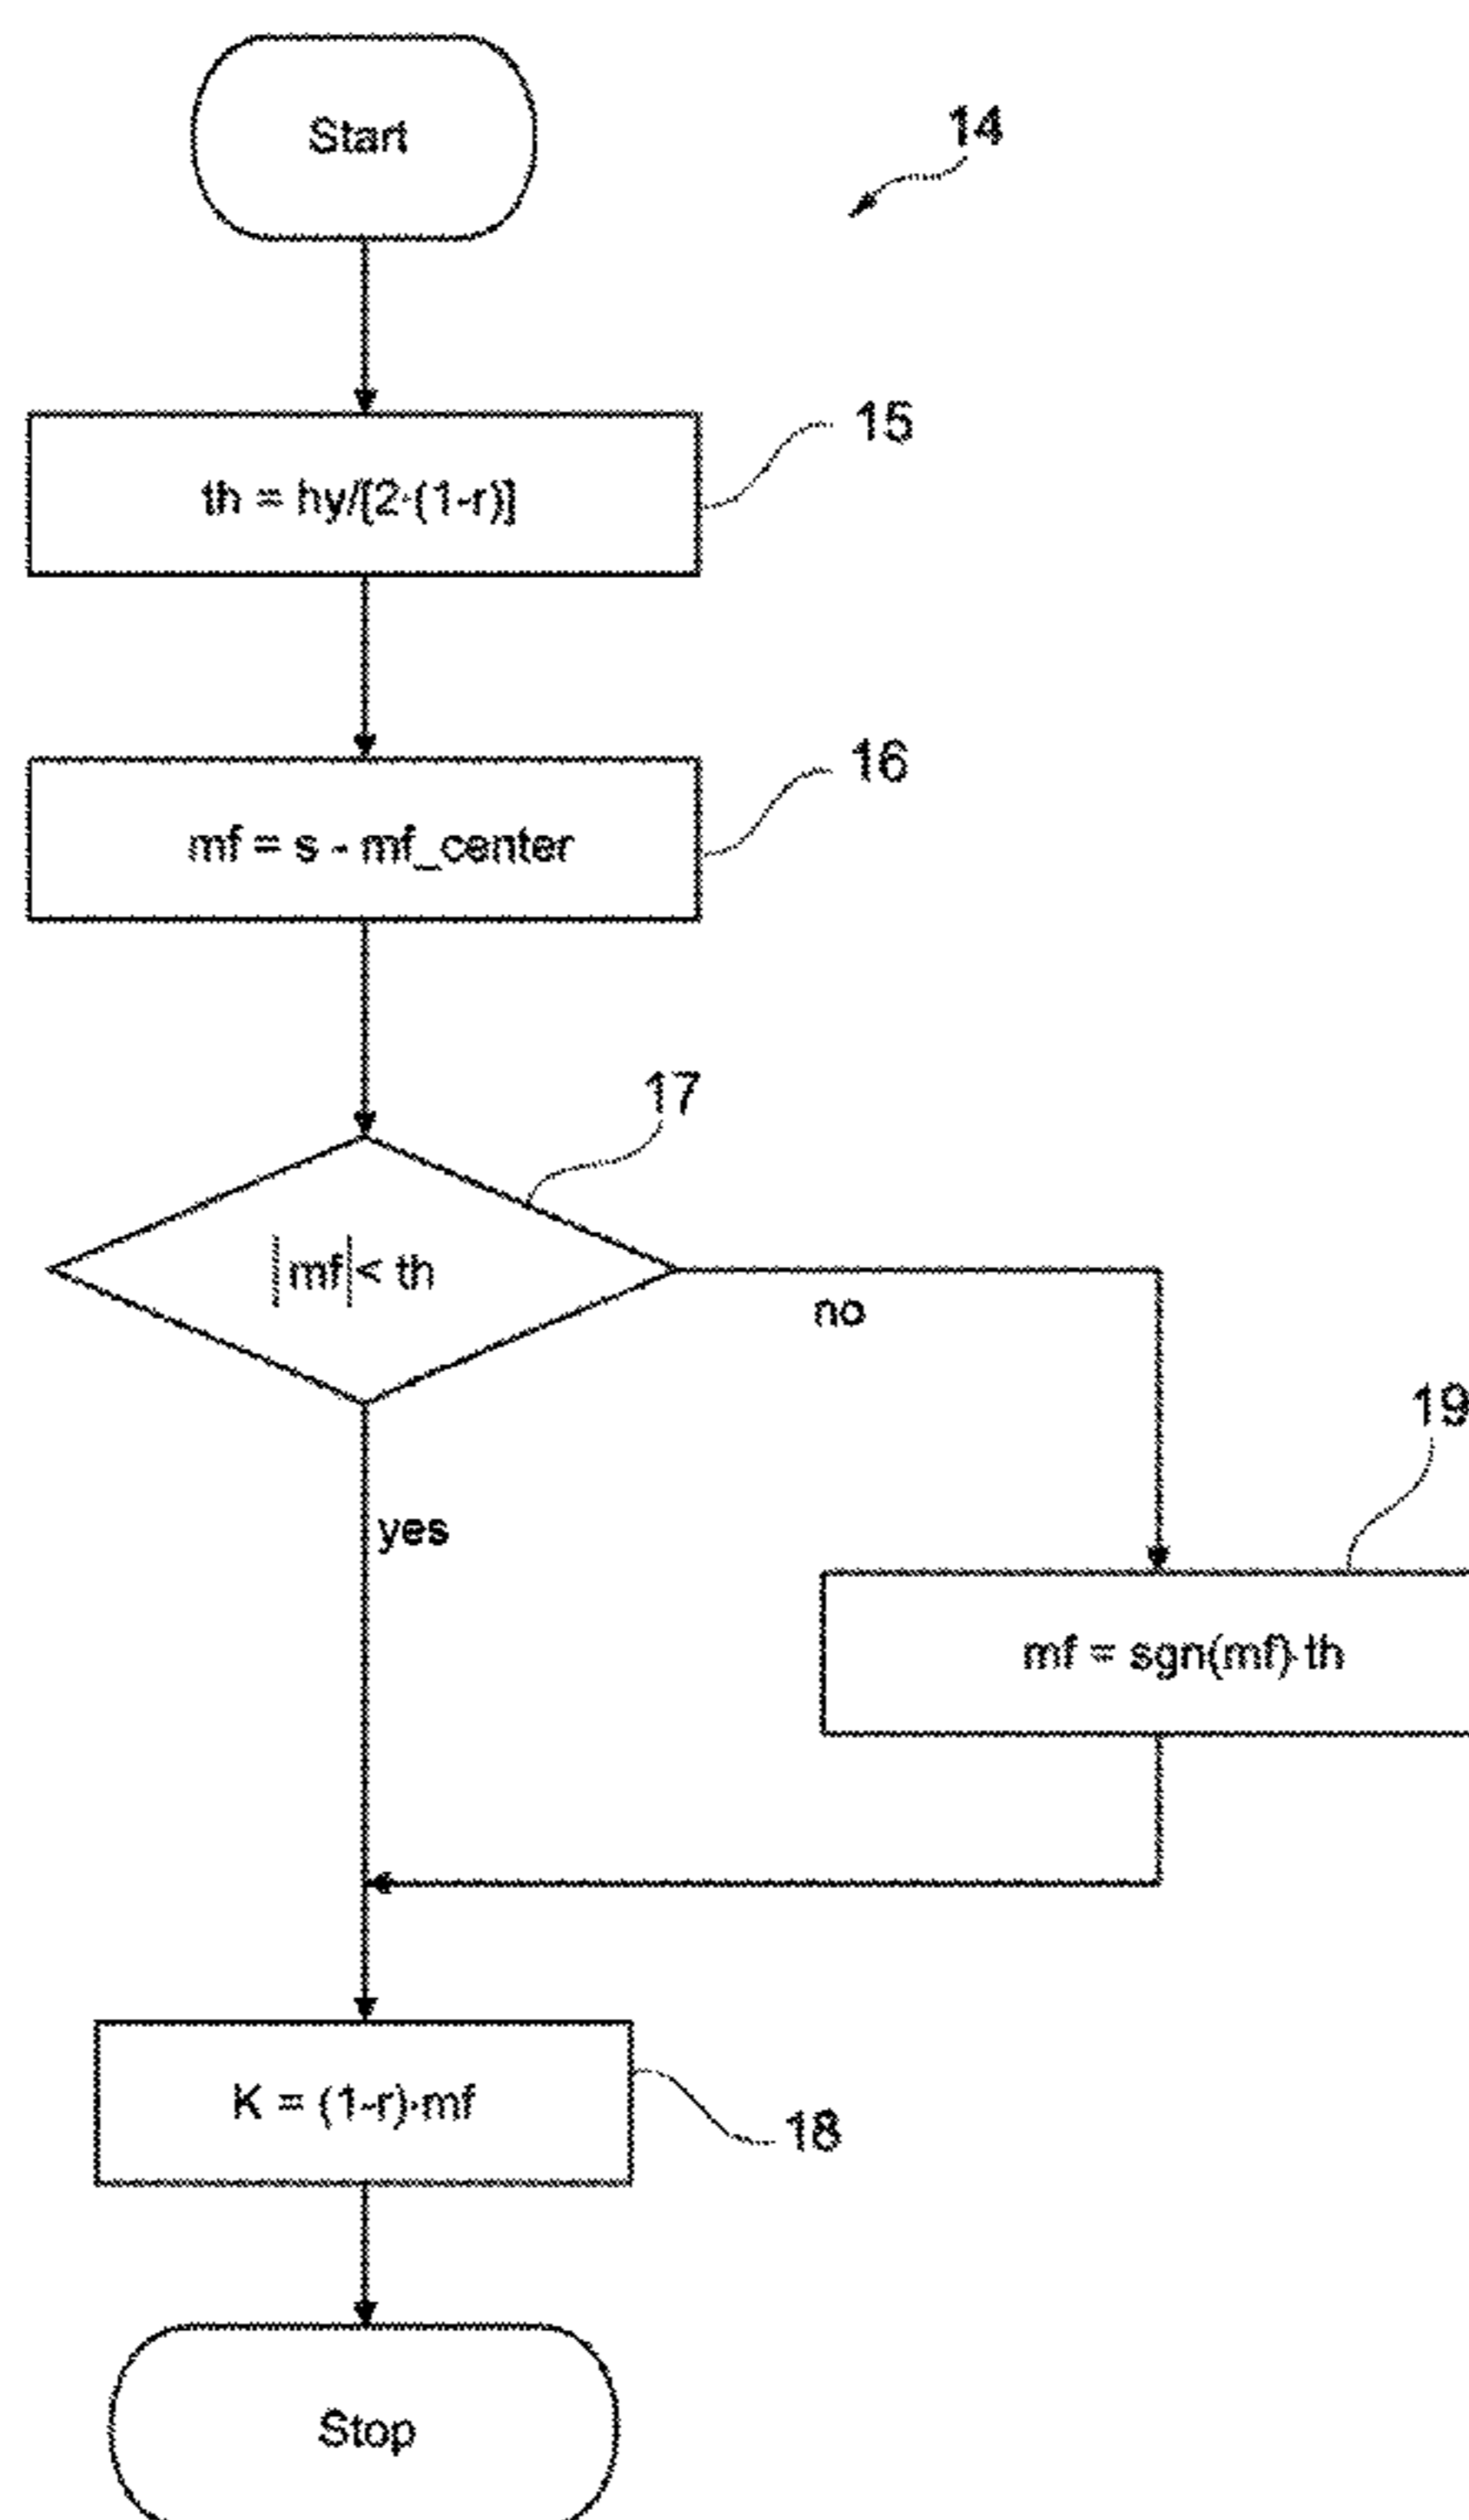 Start
14
th = hy/[2·(1-r)]
15
mf = s - mf_center
16
17
|mf|< th
no
yes
19
mf = sgn(mf)·th
K = (1-r)·mf
18
Stop